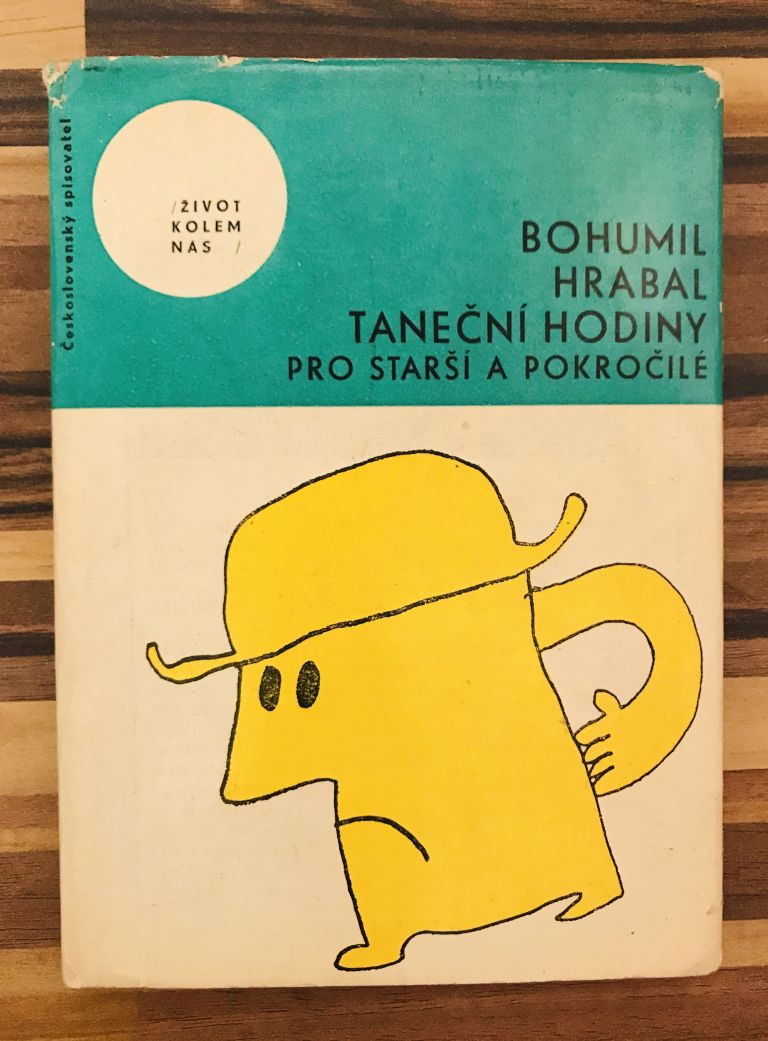 Československý spisovatel
/ŽIVOT
KOLEM
NÁS /
BOHUMIL
HRABAL
TANEČNÍ HODINY
PRO STARŠÍ A POKROČILÉ